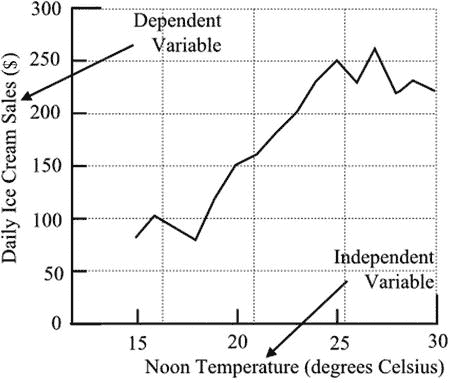 300
250
200
150
100
50
0
Daily Ice Cream Sales ($)
Dependent
Variable
Independent
Variable
15
20
25
30
Noon Temperature (degrees Celsius)